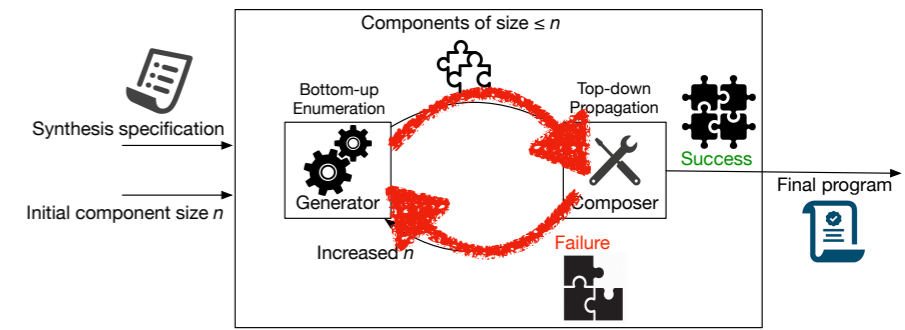 Components of size ≤ n
Bottom-up
Enumeration
Top-down
Propagation
Synthesis specification
Generator
Composer
Success
Final program
Initial component size n
Increased n
Failure